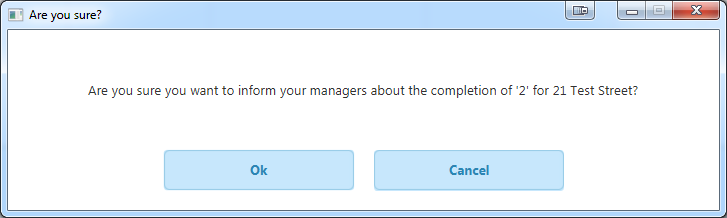 Are you sure?
Are you sure you want to inform your managers about the completion of '2' for 21 Test Street?
Ok
Cancel